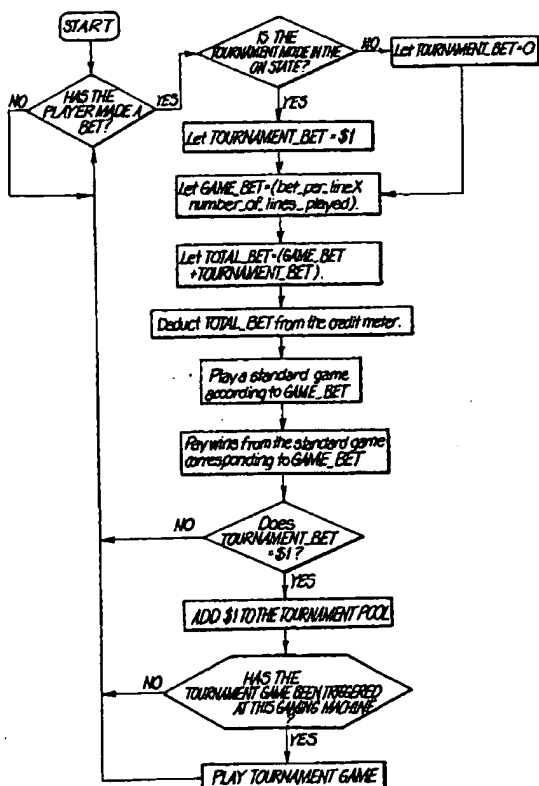 START
HAS THE
PLAYER MADE A
BET?
NO
YES
IS THE
TOURNAMENT MODE IN THE
ON STATE?
NO
Let TOURNAMENT_BET=0
YES
Let TOURNAMENT_BET = $1
Let GAME_BET=(bet_per_lineX
number_of_lines_played).
Let TOTAL_BET=(GAME_BET
+TOURNAMENT_BET).
Deduct TOTAL_BET from the credit meter.
Play a standard game
according to GAME_BET
Pay wins from the standard game
corresponding to GAME_BET
NO
Does
TOURNAMENT_BET
=$1?
YES
ADD $1 TO THE TOURNAMENT POOL
NO
HAS THE
TOURNAMENT GAME BEEN TRIGGERED
AT THIS GAMING MACHINE
?
YES
PLAY TOURNAMENT GAME